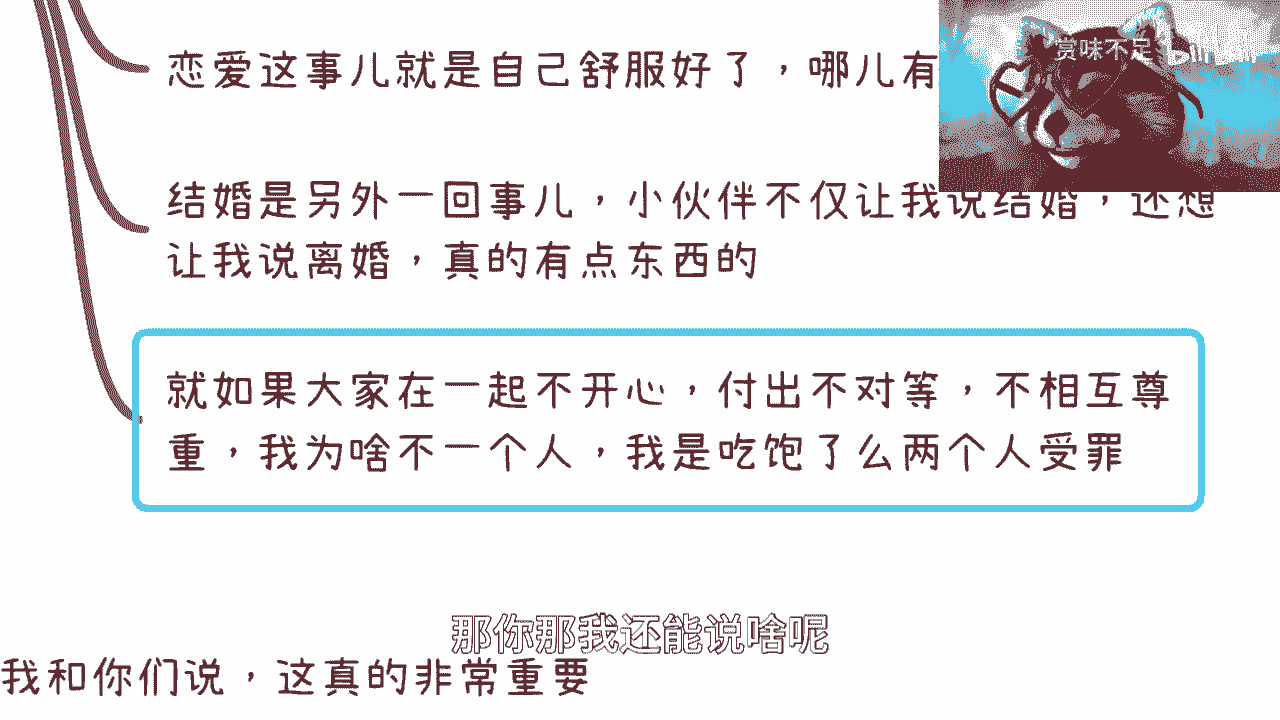 恋爱这事儿就是自己舒服好了，哪儿有
赏味不足 bilibili
结婚是另外一回事儿，小伙伴不仅让我说结婚，还想
让我说离婚，真的有点东西的
就如果大家在一起不开心，付出不对等，不相互尊
重，我为啥不一个人，我是吃饱了么两个人受罪
那你那我还能说啥呢
我和你们说，这真的非常重要